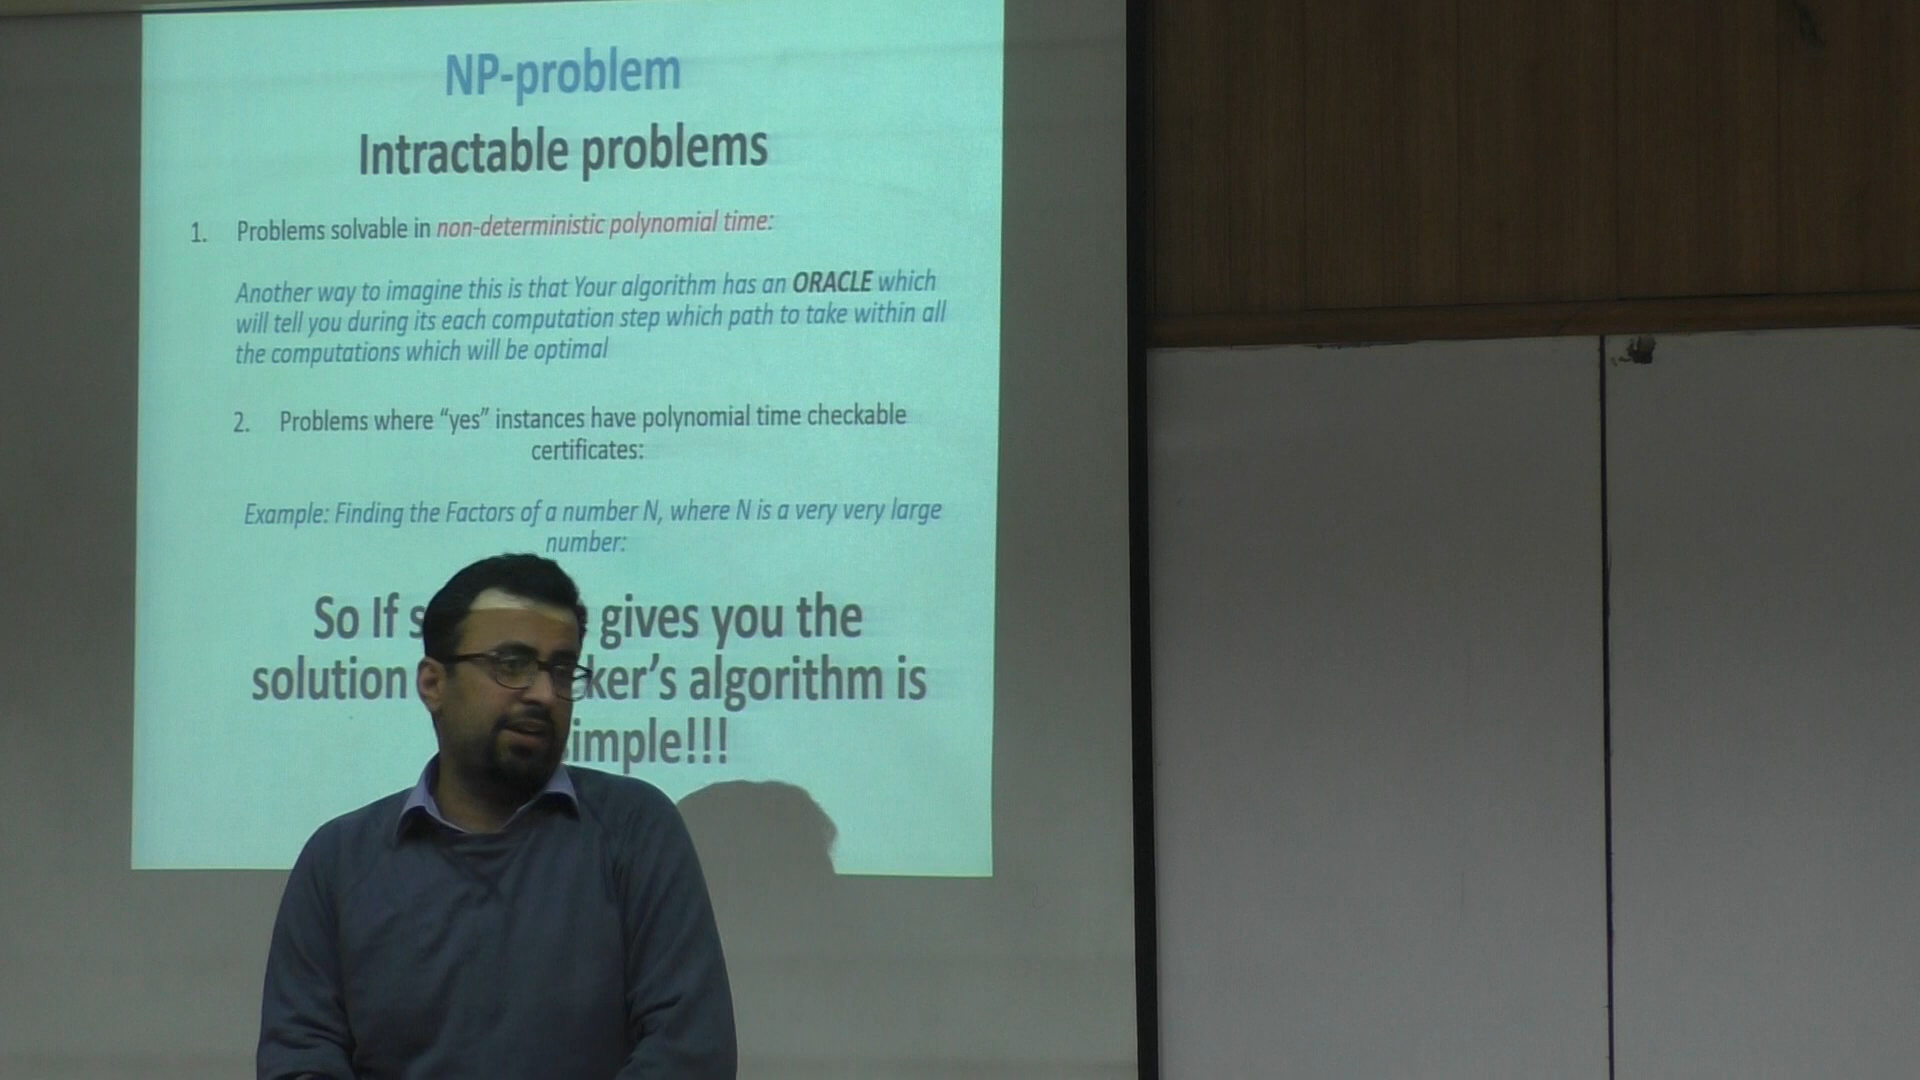 NP-problem
Intractable problems
1. Problems solvable in non-deterministic polynomial time:
Another way to imagine this is that Your algorithm has an ORACLE which
will tell you during its each computation step which path to take within all
the computations which will be optimal
2. Problems where “yes” instances have polynomial time checkable
certificates:
Example: Finding the Factors of a number N, where N is a very very large
number:
So If gives you the
solution algorithm is